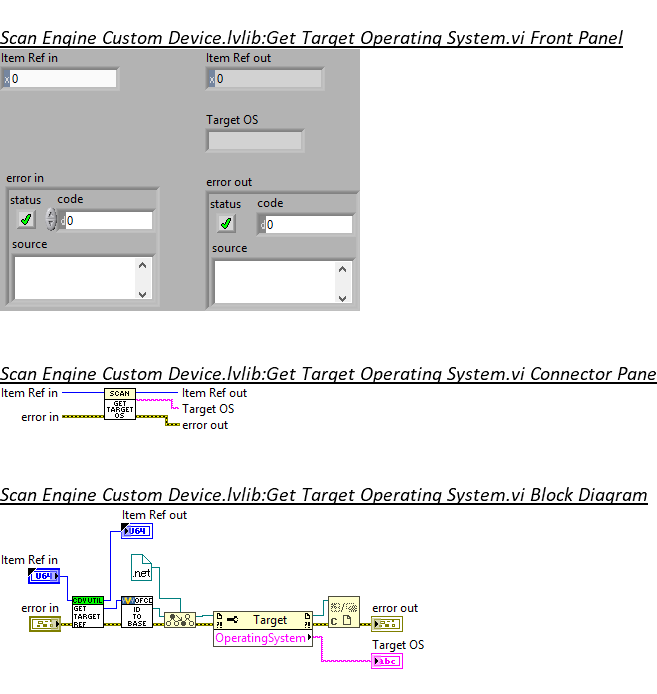 Scan Engine Custom Device.lvlib:Get Target Operating System.vi Front Panel
Item Ref in
Item Ref out
x 0
x 0
Target OS
error in
error out
status code
status code
d 0
d 0
source
source
Scan Engine Custom Device.lvlib:Get Target Operating System.vi Connector Pane
Item Ref in
SCAN
GET
TARGET
OS
Item Ref out
Target OS
error in
error out
Scan Engine Custom Device.lvlib:Get Target Operating System.vi Block Diagram
Item Ref out
U64
Item Ref in
U64
.net
error in
CDV UTIL
GET
TARGET
REF
OFCD
ID
TO
BASE
Target
OperatingSystem
C
error out
Target OS
abc